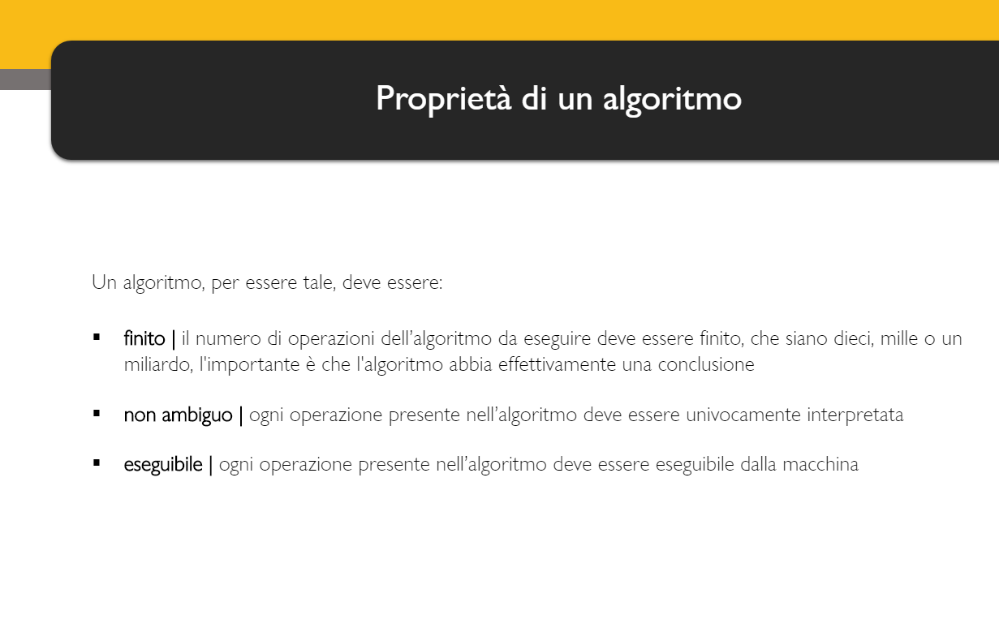 Proprietà di un algoritmo
Un algoritmo, per essere tale, deve essere:
▪ finito | il numero di operazioni dell’algoritmo da eseguire deve essere finito, che siano dieci, mille o un
miliardo, l'importante è che l'algoritmo abbia effettivamente una conclusione
▪ non ambiguo | ogni operazione presente nell’algoritmo deve essere univocamente interpretata
▪ eseguibile | ogni operazione presente nell’algoritmo deve essere eseguibile dalla macchina